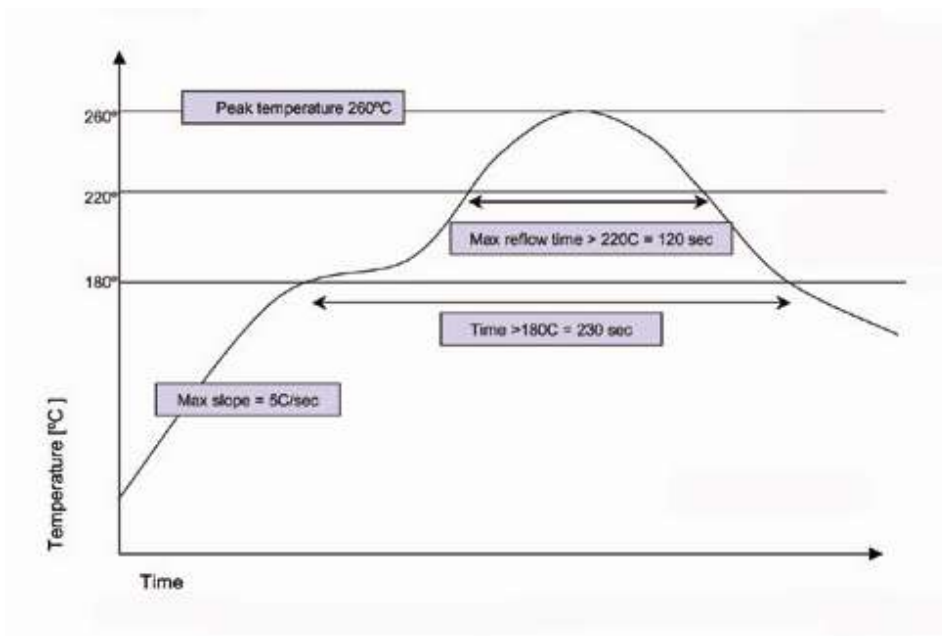 Peak temperature 260ºC
260º
220º
Max reflow time > 220C = 120 sec
180º
Time >180C = 230 sec
Max slope = 5C/sec
Temperature [ºC ]
Time